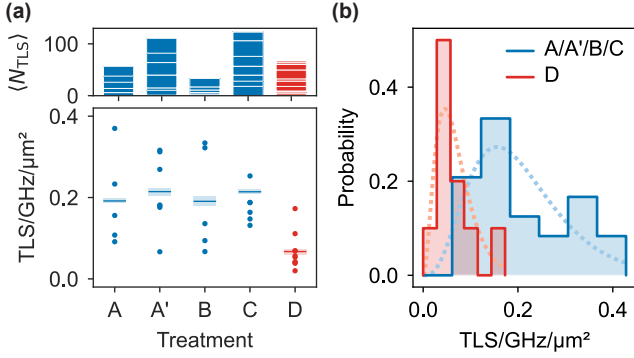 (a)
⟨N_TLS⟩
100
0
TLS/GHz/μm²
0.4
0.2
0.0
A A' B C D
Treatment
(b)
A/A'/B/C
D
Probability
0.4
0.2
0.0
0.0 0.2 0.4
TLS/GHz/μm²